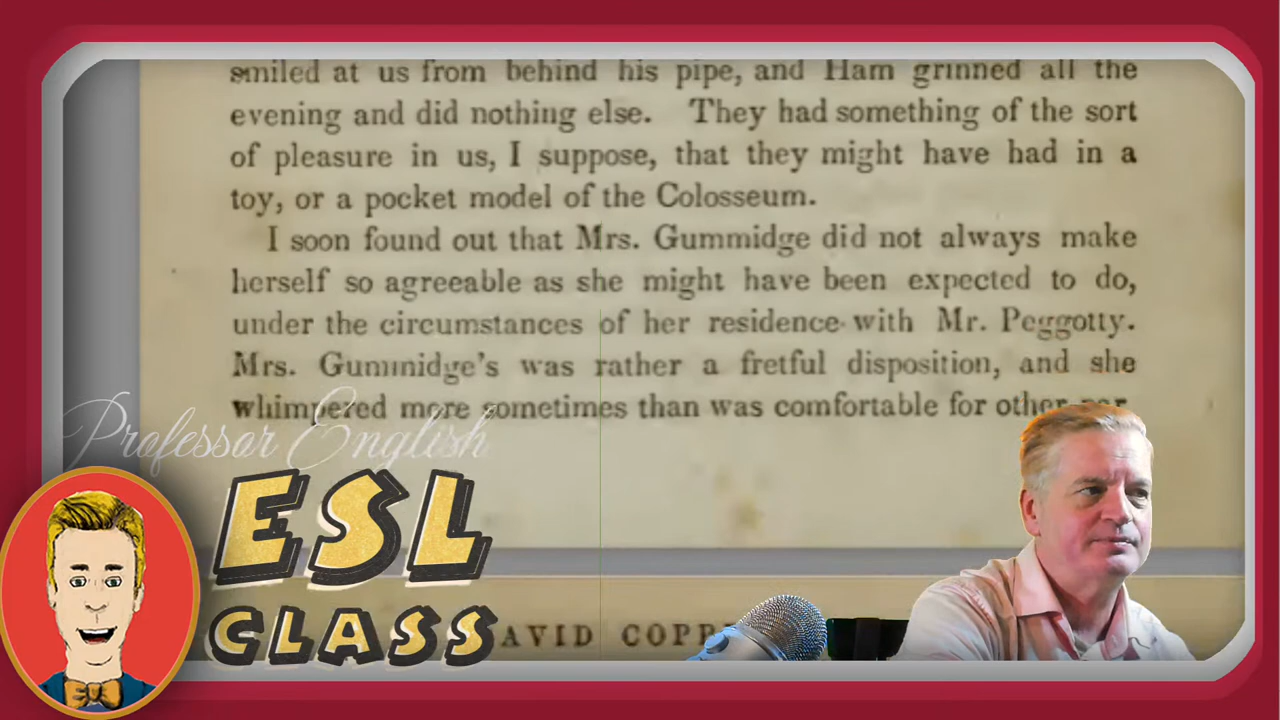 smiled at us from behind his pipe, and Ham grinned all the
evening and did nothing else. They had something of the sort
of pleasure in us, I suppose, that they might have had in a
toy, or a pocket model of the Colosseum.
I soon found out that Mrs. Gummidge did not always make
herself so agreeable as she might have been expected to do,
under the circumstances of her residence with Mr. Peggotty.
Mrs. Gummidge's was rather a fretful disposition, and she
whimpered more sometimes than was comfortable for other par-
Professor English
ESL
CLASS
AVID COP